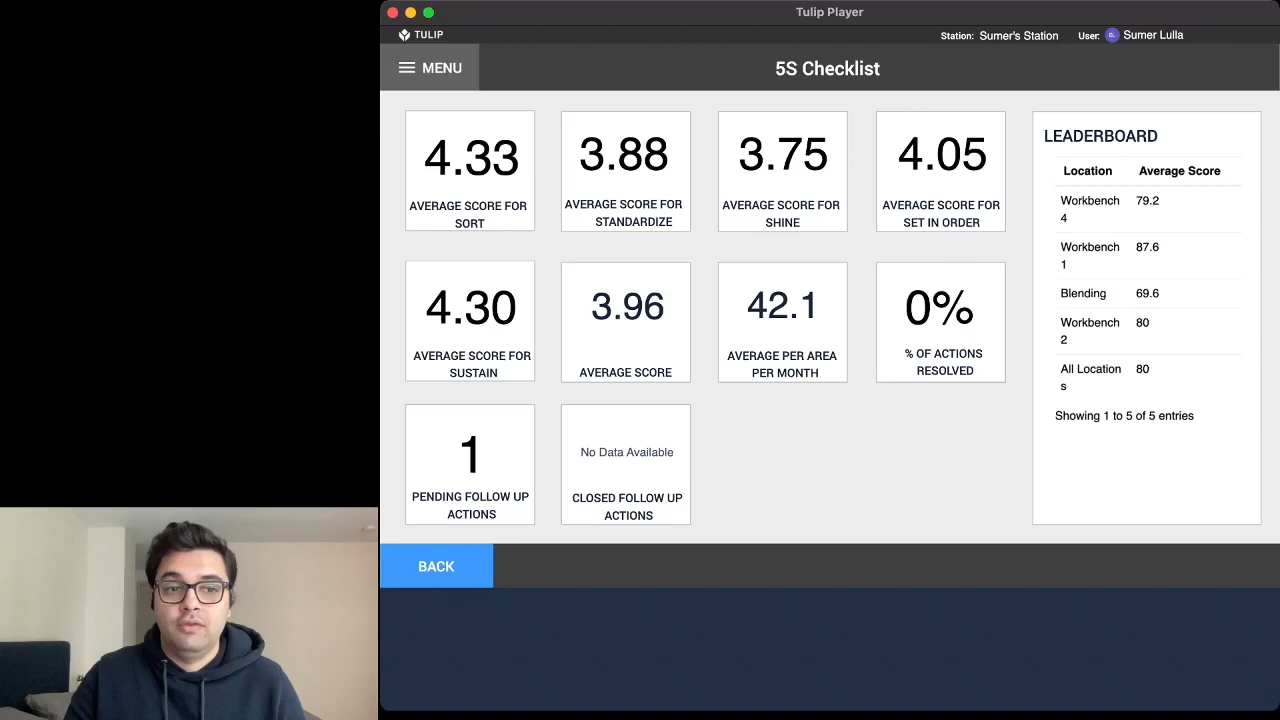 Tulip Player
TULIP
Station: Sumer's Station
User: SL Sumer Lulla
MENU
5S Checklist
4.33
AVERAGE SCORE FOR
SORT
3.88
AVERAGE SCORE FOR
STANDARDIZE
3.75
AVERAGE SCORE FOR
SHINE
4.05
AVERAGE SCORE FOR
SET IN ORDER
4.30
AVERAGE SCORE FOR
SUSTAIN
3.96
AVERAGE SCORE
42.1
AVERAGE PER AREA
PER MONTH
0%
% OF ACTIONS
RESOLVED
1
PENDING FOLLOW UP
ACTIONS
No Data Available
CLOSED FOLLOW UP
ACTIONS
LEADERBOARD
Location Average Score
Workbench 79.2
4
Workbench 87.6
1
Blending 69.6
Workbench 80
2
All Location 80
s
Showing 1 to 5 of 5 entries
BACK